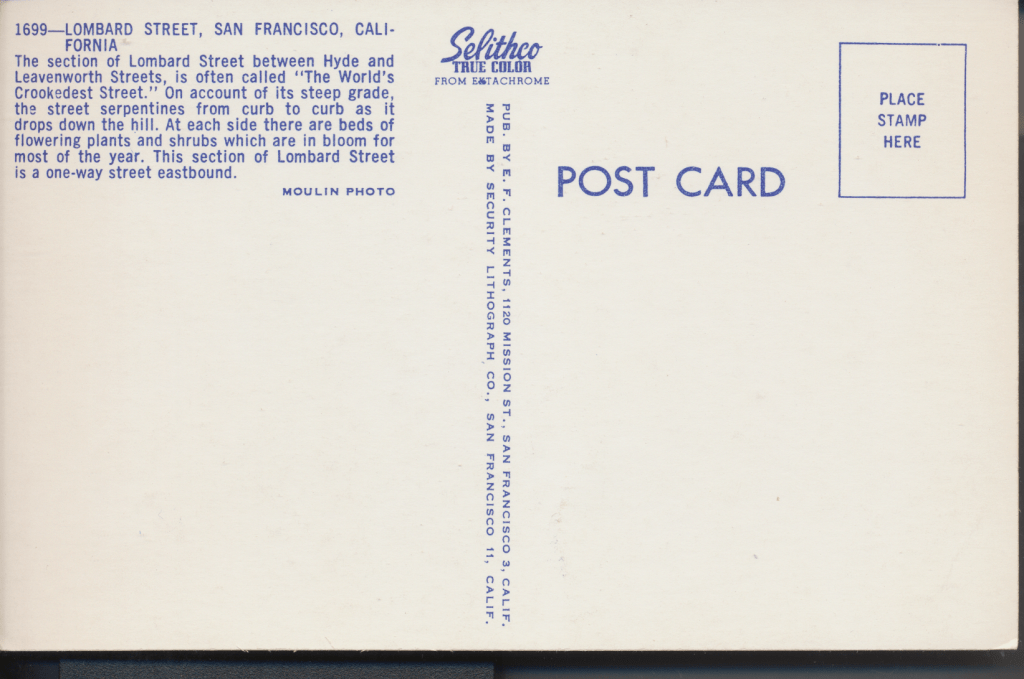 1699—LOMBARD STREET, SAN FRANCISCO, CALI-
FORNIA
The section of Lombard Street between Hyde and
Leavenworth Streets, is often called "The World's
Crookedest Street." On account of its steep grade,
the street serpentines from curb to curb as it
drops down the hill. At each side there are beds of
flowering plants and shrubs which are in bloom for
most of the year. This section of Lombard Street
is a one-way street eastbound.
MOULIN PHOTO
Selithco
TRUE COLOR
FROM EKTACHROME
PUB. BY E. F. CLEMENTS, 1120 MISSION ST., SAN FRANCISCO 3, CALIF.
MADE BY SECURITY LITHOGRAPH CO., SAN FRANCISCO 11, CALIF.
POST CARD
PLACE
STAMP
HERE